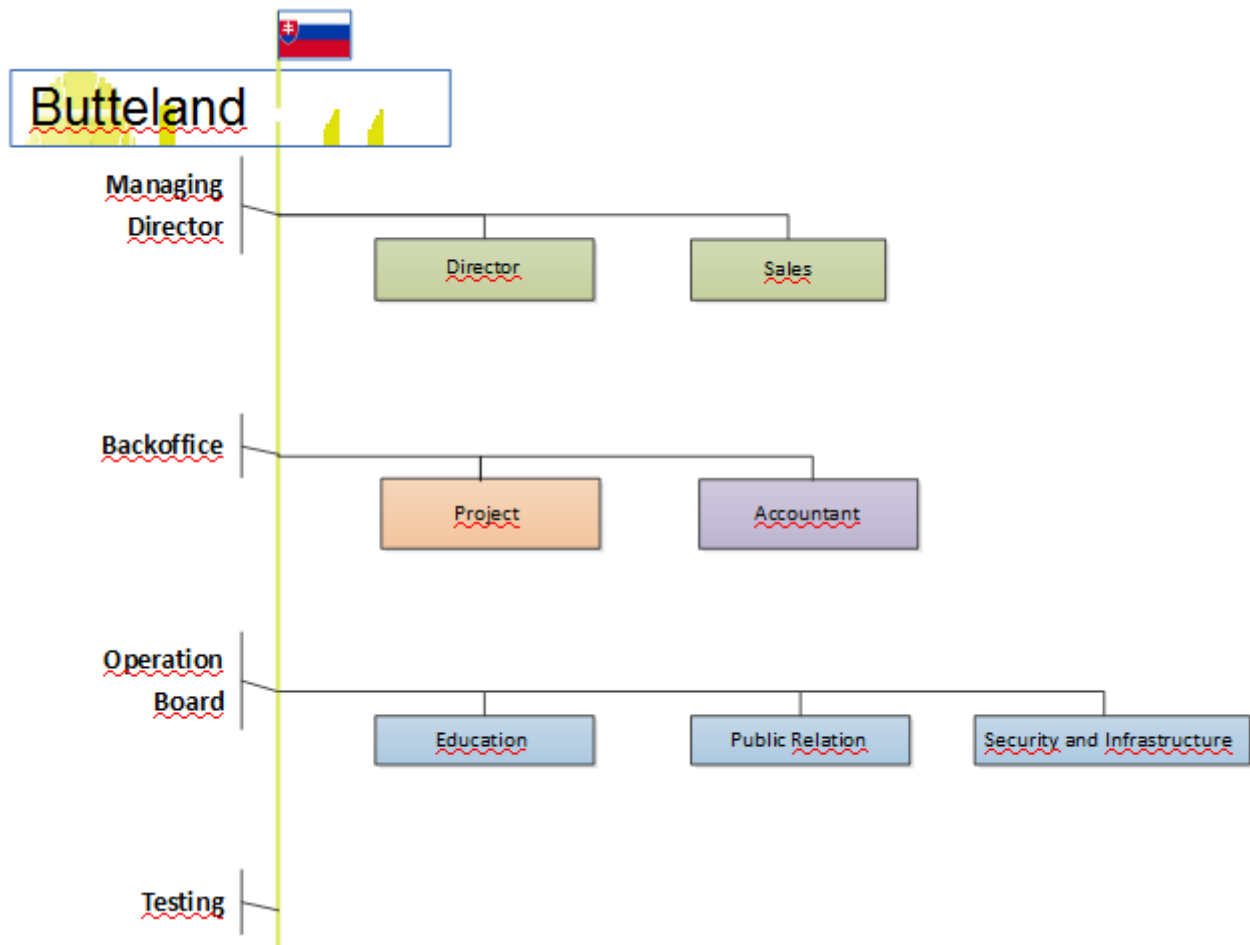 Butteland
Managing
Director
Director
Sales
Backoffice
Project
Accountant
Operation
Board
Education
Public Relation
Security and Infrastructure
Testing